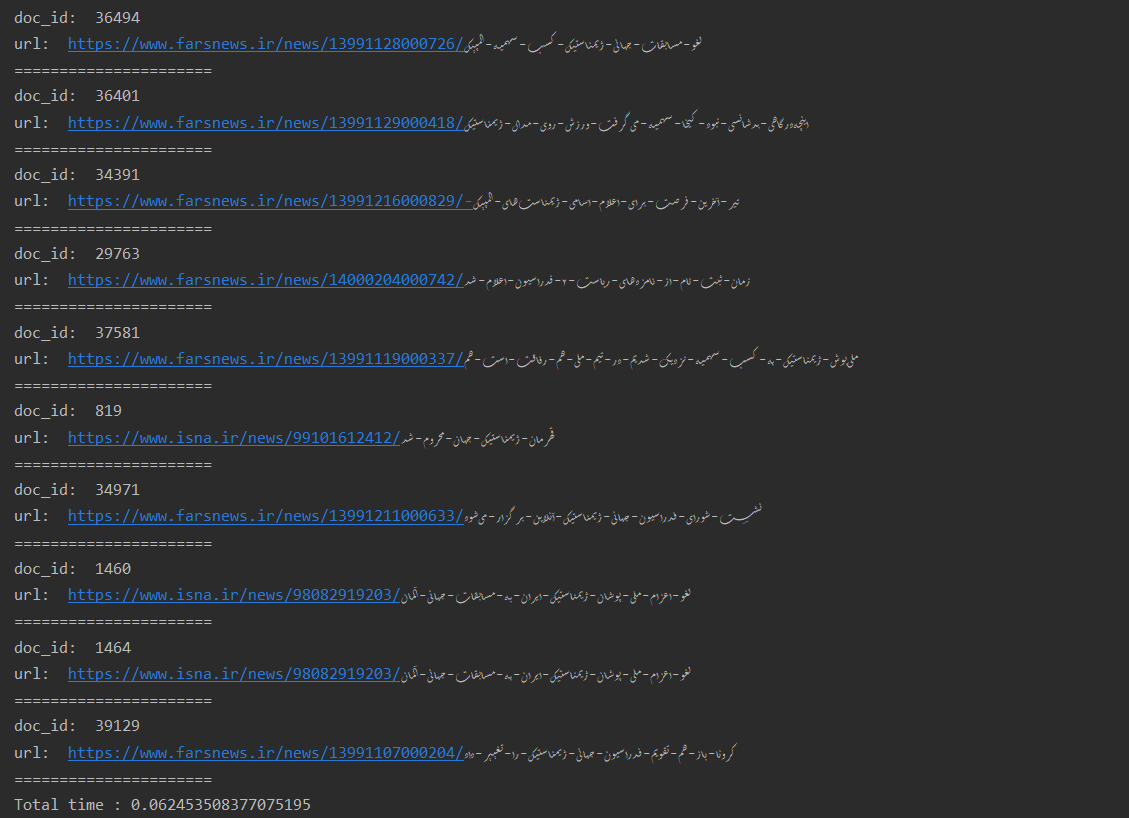 doc_id:  36494
url:  https://www.farsnews.ir/news/13991128000726/لغو-مسابقات-جهانی-ژیمناستیک-کسب-سهمیه-المپیک
======================
doc_id:  36401
url:  https://www.farsnews.ir/news/13991129000418/اینچه‌درگاهی-بدشانسی-نبود-کیخا-سهمیه-می‌گرفت-ورزش-روی-مدال-ژیمناستیک
======================
doc_id:  34391
url:  https://www.farsnews.ir/news/13991216000829/تیر-آخرین-فرصت-برای-اعلام-اسامی-ژیمناست‌های-المپیک-
======================
doc_id:  29763
url:  https://www.farsnews.ir/news/14000204000742/زمان-ثبت-نام-از-نامزدهای-ریاست-۲-فدراسیون-اعلام-شد
======================
doc_id:  37581
url:  https://www.farsnews.ir/news/13991119000337/ملی‌پوش-ژیمناستیک-به-کسب-سهمیه-نزدیک-شدیم-در-تیم-ملی-هم-رفاقت-است-هم
======================
doc_id:  819
url:  https://www.isna.ir/news/99101612412/قهرمان-ژیمناستیک-جهان-محروم-شد
======================
doc_id:  34971
url:  https://www.farsnews.ir/news/13991211000633/نشست-شورای-فدراسیون-جهانی-ژیمناستیک-آنلاین-برگزار-می‌شود
======================
doc_id:  1460
url:  https://www.isna.ir/news/98082919203/لغو-اعزام-ملی-پوشان-ژیمناستیک-ایران-به-مسابقات-جهانی-آلمان
======================
doc_id:  1464
url:  https://www.isna.ir/news/98082919203/لغو-اعزام-ملی-پوشان-ژیمناستیک-ایران-به-مسابقات-جهانی-آلمان
======================
doc_id:  39129
url:  https://www.farsnews.ir/news/13991107000204/کرونا-باز-هم-تقویم-فدراسیون-جهانی-ژیمناستیک-را-تغییر-داد
======================
Total time : 0.062453508377075195